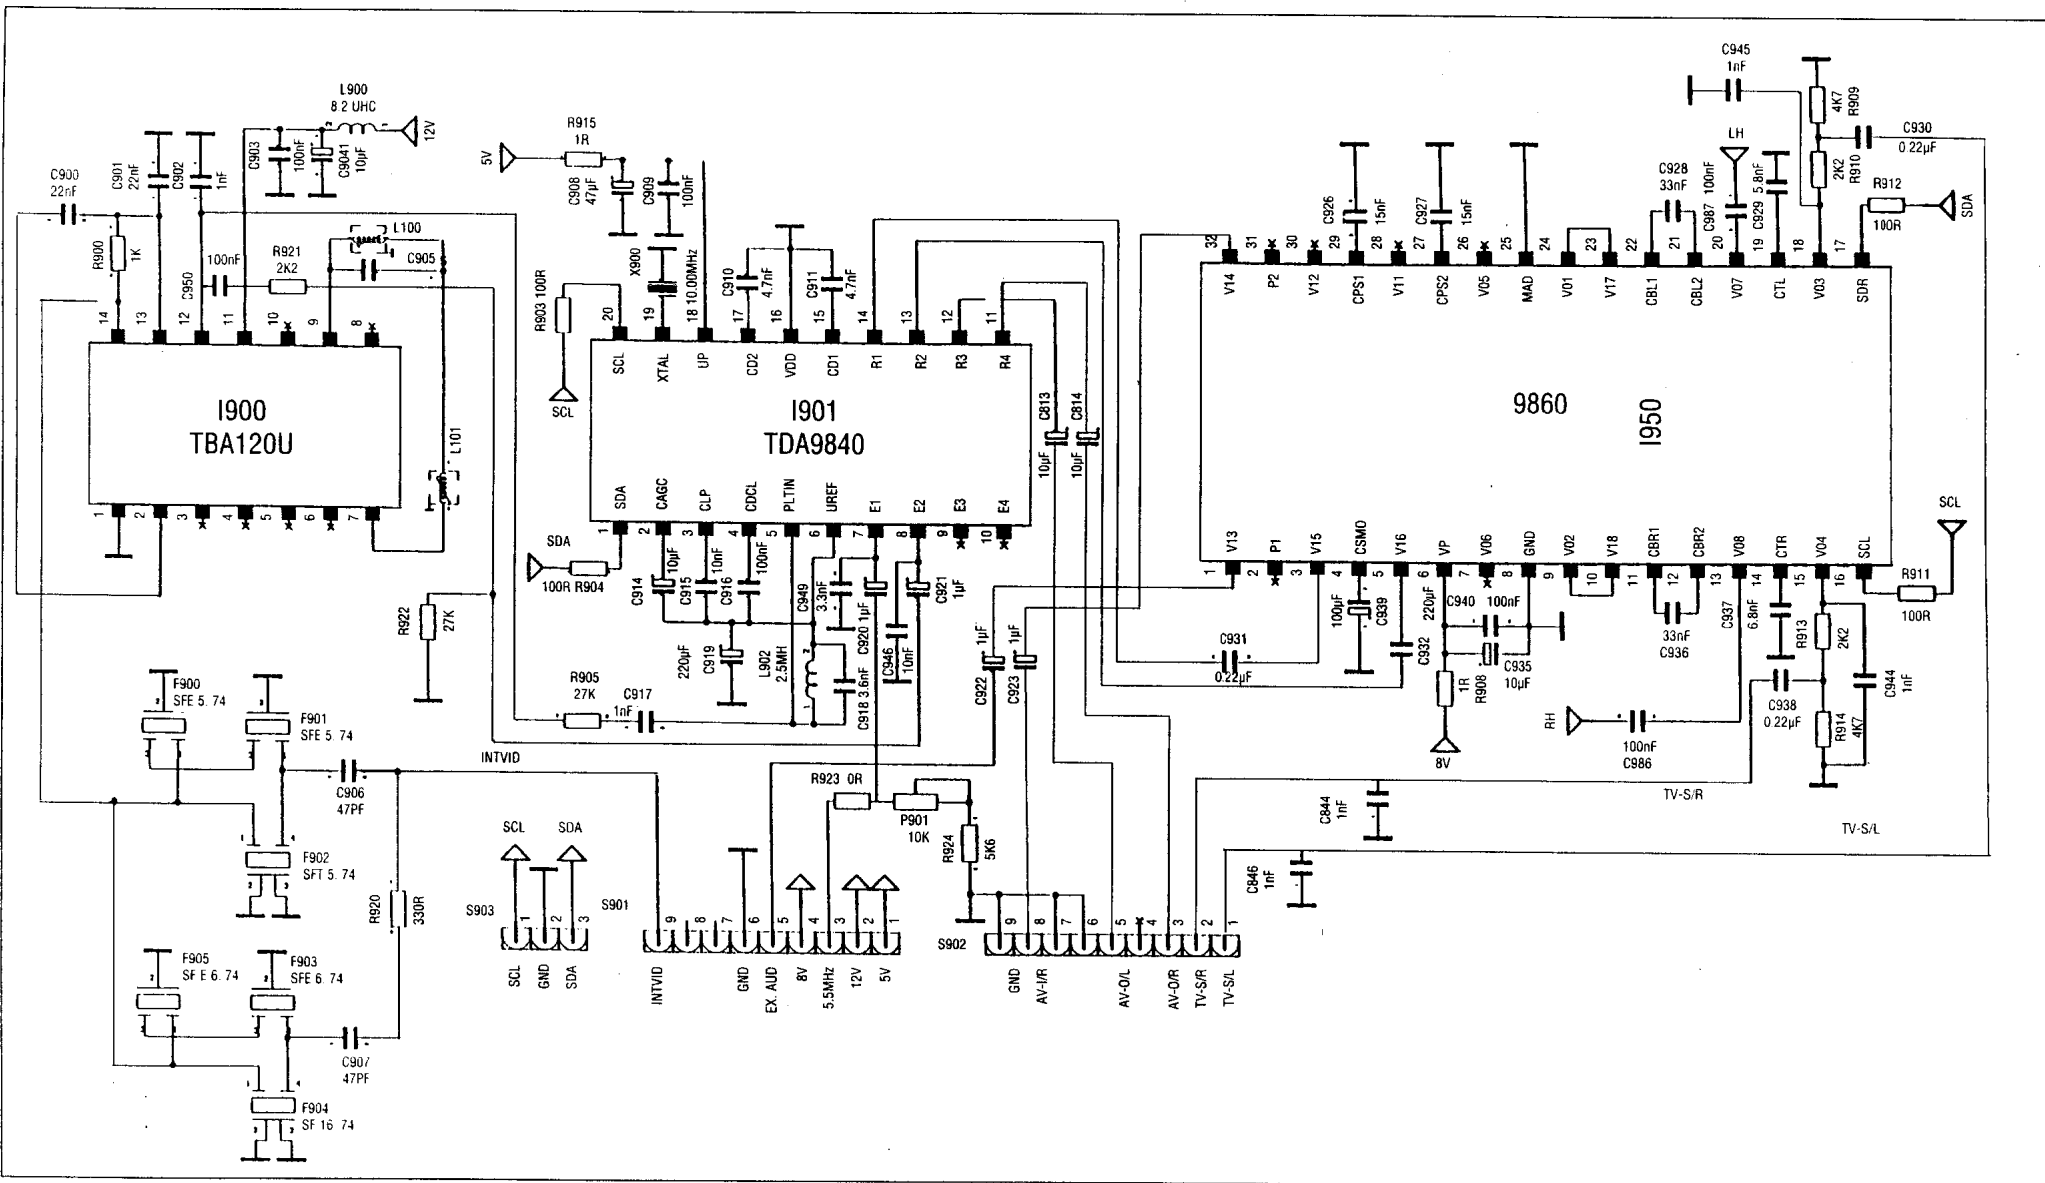 C945
1nF
4K7
R909
C930
0.22µF
LH
2K2
R910
R912
100R
SDA
C928
33nF
C987
100nF
C929
5.8nF
C926
15nF
C927
15nF
L900
8 2 UHC
12V
C903
100nF
C9041
10µF
C900
22nF
C901
22nF
C902
1nF
R900
1K
100nF
C950
R921
2K2
L100
C905
R915
1R
5V
C908
47µF
C909
100nF
X900
10.00MHz
R903 100R
SCL
C910
4.7nF
C911
4.7nF
14
13
12
11
10
9
8
I900
TBA120U
1
2
3
4
5
6
7
L101
20
19
18
17
16
15
14
13
12
11
SCL
XTAL
UP
CD2
VDD
CD1
R1
R2
R3
R4
I901
TDA9840
SDA
CAGC
CLP
CDCL
PLTIN
UREF
E1
E2
E3
E4
1
2
3
4
5
6
7
8
9
10
C813
10µF
C814
10µF
32
31
30
29
28
27
26
25
24
23
22
21
20
19
18
17
V14
P2
V12
CPS1
V11
CPS2
V05
MAD
V01
V17
CBL1
CBL2
V07
CTL
V03
SDR
9860
I950
V13
P1
V15
CSMO
V16
VP
V06
GND
V02
V18
CBR1
CBR2
V08
CTR
V04
SCL
1
2
3
4
5
6
7
8
9
10
11
12
13
14
15
16
SCL
R911
100R
SDA
100R R904
C914
10µF
C915
10nF
C916
100nF
C949
3.3nF
C920 1µF
C921
1µF
C946
10nF
R922
27K
220µF
C919
L902
2.5MH
C918 3.6nF
R905
27K
C917
1nF
C922
1µF
C923
1µF
C931
0.22µF
100µF
C939
C932
220µF
C940
100nF
C935
10µF
1R
R908
8V
33nF
C936
C937
6.8nF
R913
2K2
C944
1nF
C938
0.22µF
R914
4K7
RH
100nF
C986
F900
SFE 5. 74
F901
SFE 5. 74
C906
47PF
F902
SFT 5. 74
R920
330R
F905
SF E 6. 74
F903
SFE 6. 74
C907
47PF
F904
SF 16 74
INTVID
R923 0R
P901
10K
R924
5K6
TV-S/R
C844
1nF
TV-S/L
C846
1nF
SCL
SDA
S903
1
2
3
SCL
GND
SDA
S901
9
8
7
6
5
4
3
2
1
INTVID
GND
EX. AUD
8V
5.5MHz
12V
5V
S902
9
8
7
6
5
4
3
2
1
GND
AV-I/R
AV-O/L
AV-O/R
TV-S/R
TV-S/L